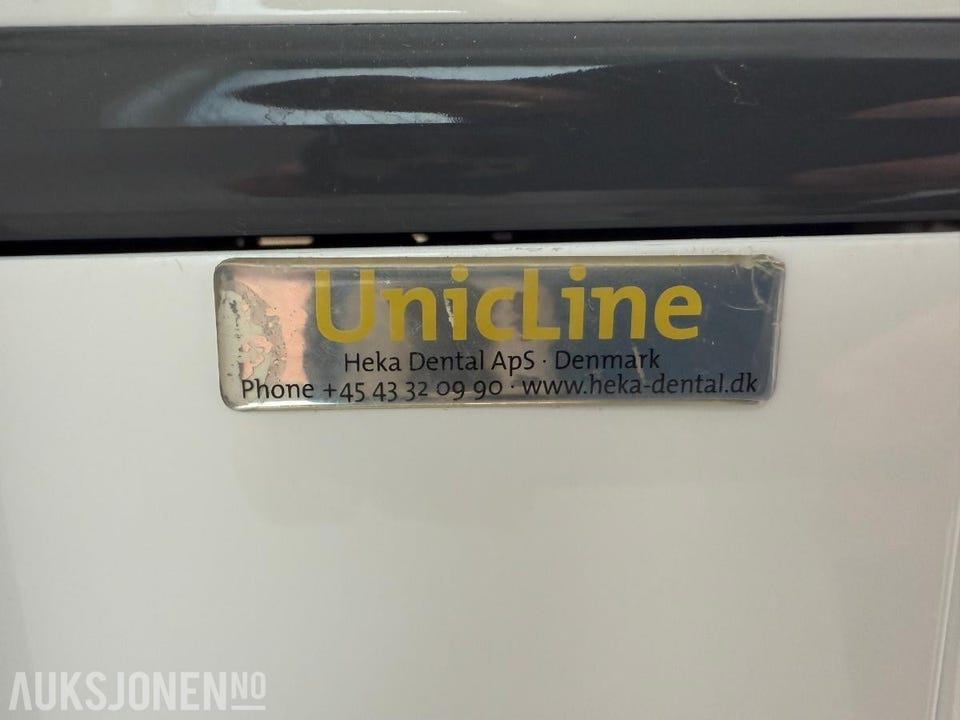 UnicLine
Heka Dental ApS · Denmark
Phone +45 43 32 09 90 · www.heka-dental.dk
AUKSJONEN NO